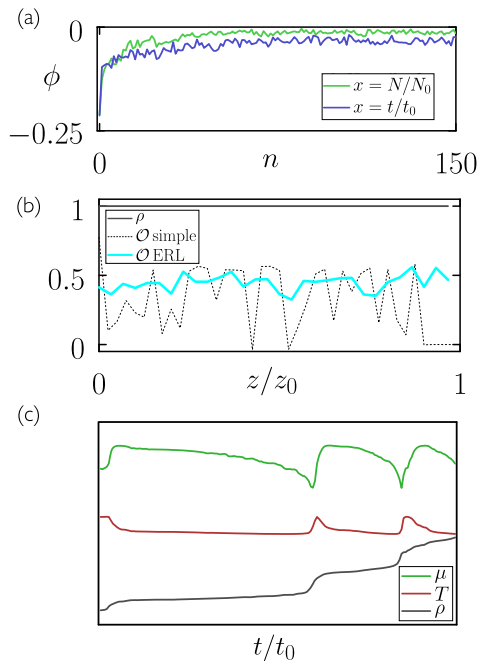 (a)
0
ϕ
−0.25
x = N/N₀
x = t/t₀
0
n
150
(b)
1
ρ
𝒪 simple
𝒪 ERL
0.5
0
0
z/z₀
1
(c)
μ
T
ρ
t/t₀